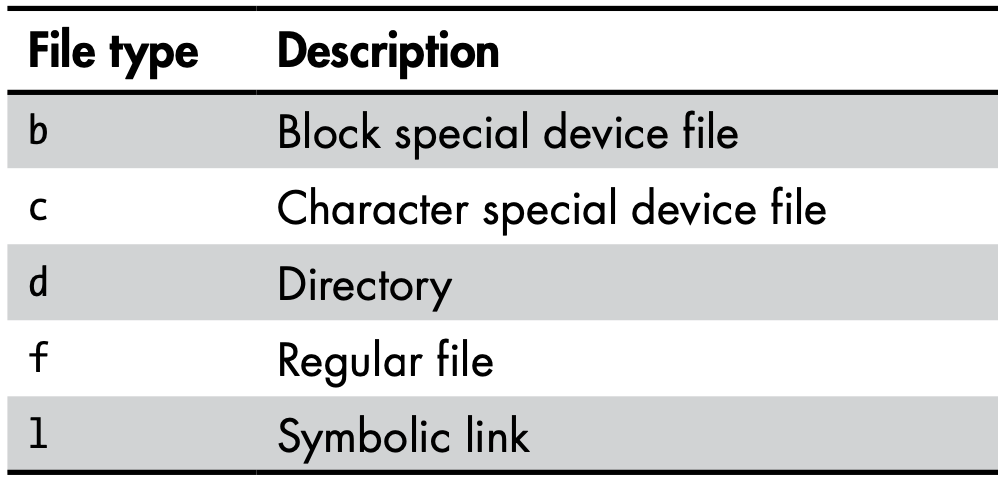 File type Description
b Block special device file
c Character special device file
d Directory
f Regular file
l Symbolic link